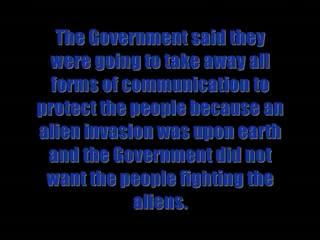 The Government said they
were going to take away all
forms of communication to
protect the people because an
alien invasion was upon earth
and the Government did not
want the people fighting the
aliens.